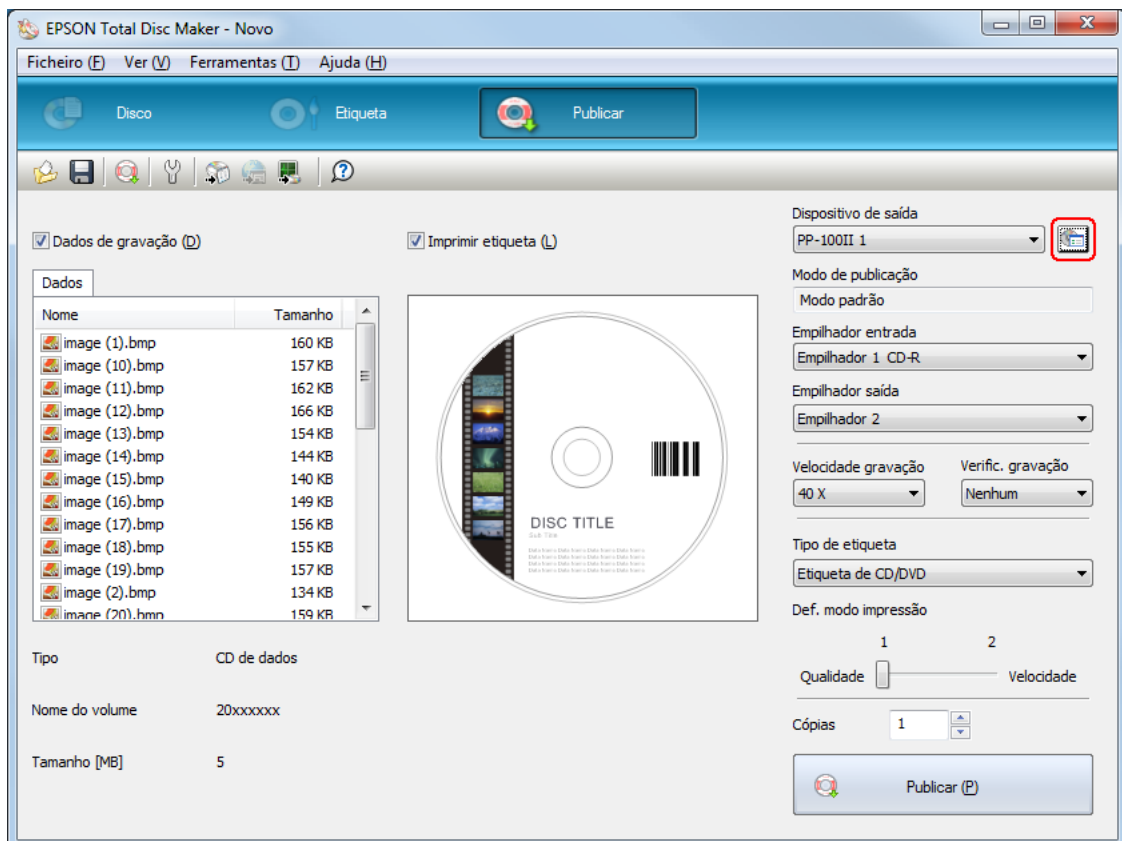 EPSON Total Disc Maker - Novo
Ficheiro (F) Ver (V) Ferramentas (T) Ajuda (H)
Disco Etiqueta Publicar
Dados de gravação (D)
Imprimir etiqueta (L)
Dados
Nome Tamanho
image (1).bmp 160 KB
image (10).bmp 157 KB
image (11).bmp 162 KB
image (12).bmp 166 KB
image (13).bmp 154 KB
image (14).bmp 144 KB
image (15).bmp 140 KB
image (16).bmp 149 KB
image (17).bmp 156 KB
image (18).bmp 155 KB
image (19).bmp 157 KB
image (2).bmp 134 KB
image (20).bmp 159 KB
DISC TITLE
Sub Title
Tipo CD de dados
Nome do volume 20xxxxxx
Tamanho [MB] 5
Dispositivo de saída
PP-100II 1
Modo de publicação
Modo padrão
Empilhador entrada
Empilhador 1 CD-R
Empilhador saída
Empilhador 2
Velocidade gravação Verific. gravação
40 X Nenhum
Tipo de etiqueta
Etiqueta de CD/DVD
Def. modo impressão
1 2
Qualidade Velocidade
Cópias 1
Publicar (P)